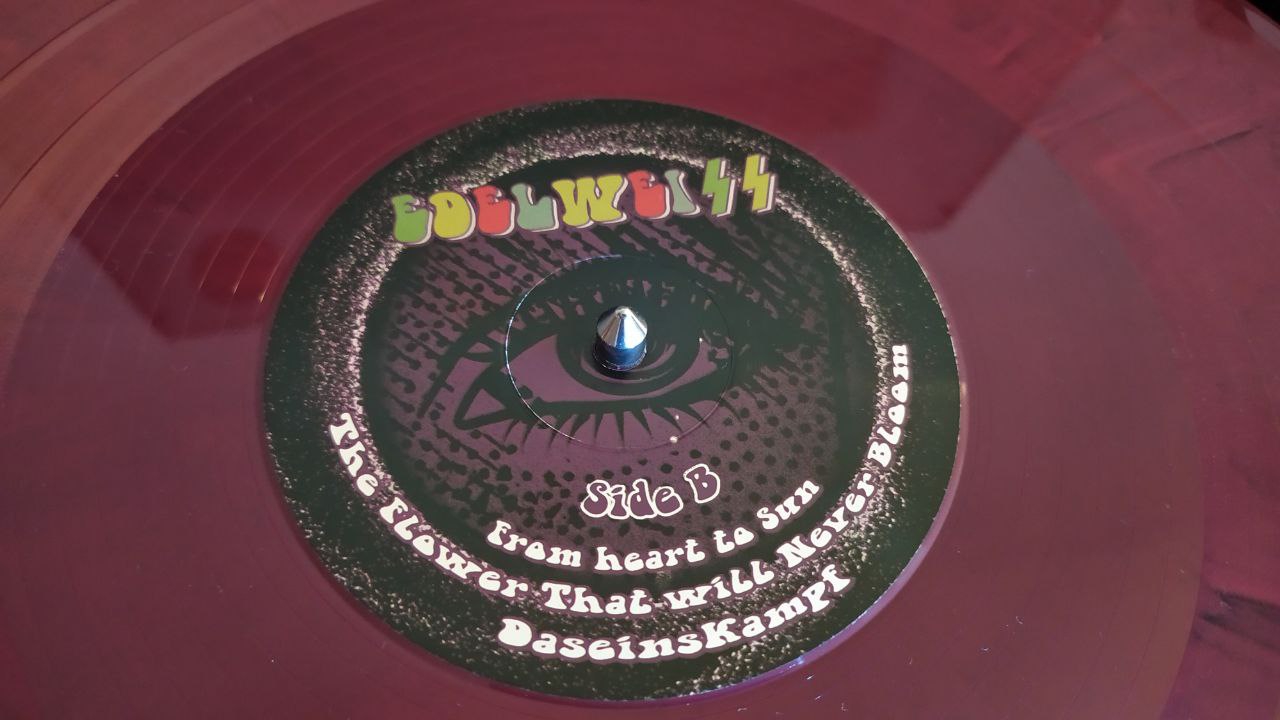 EDELWEISS
Side B
From heart to Sun
The Flower That will Never Bloom
DaseinsKampf